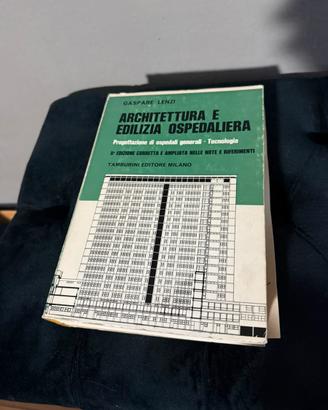 GASPARE LENZI
ARCHITETTURA E
EDILIZIA OSPEDALIERA
Progettazione di ospedali generali - Tecnologia
EDIZIONE CORRETTA E AMPLIATA NELLE NOTE E RIFERIMENTI
TAMBURINI EDITORE MILANO